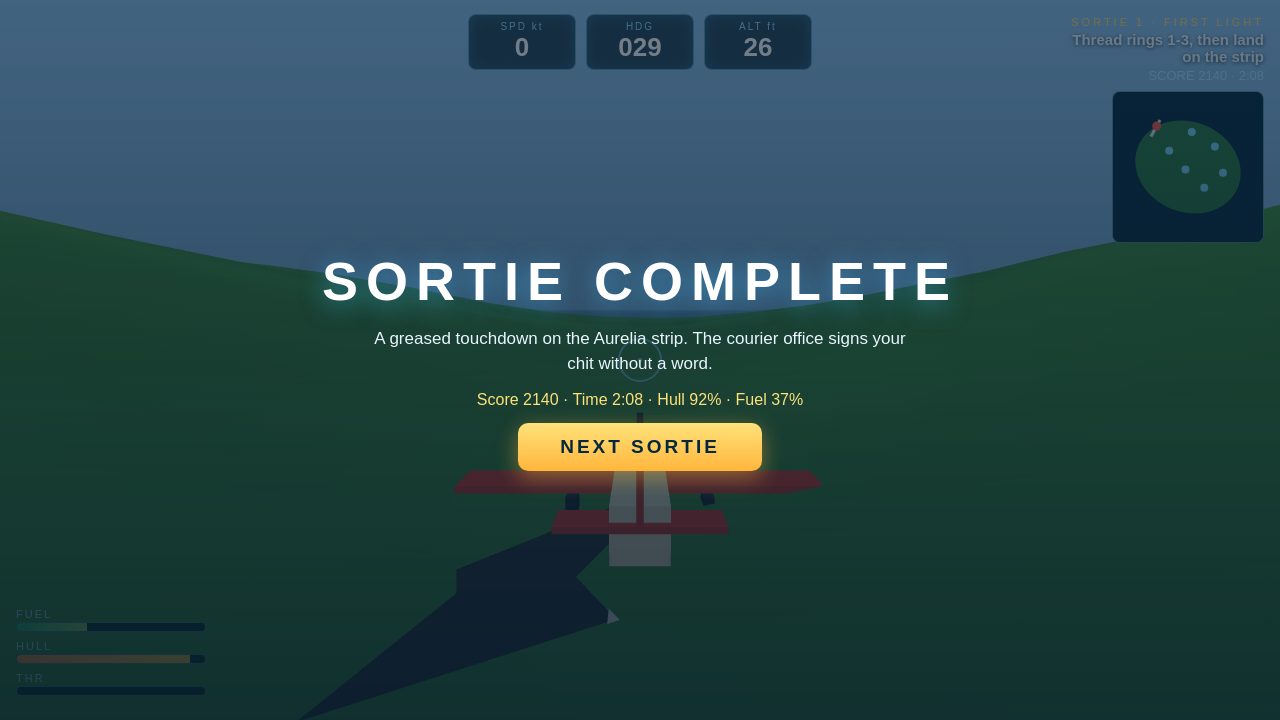 SPD kt
0
HDG
029
ALT ft
26
SORTIE 1 · FIRST LIGHT
Thread rings 1-3, then land
on the strip
SCORE 2140 · 2:08
SORTIE COMPLETE
A greased touchdown on the Aurelia strip. The courier office signs your
chit without a word.
Score 2140 · Time 2:08 · Hull 92% · Fuel 37%
NEXT SORTIE
FUEL
HULL
THR